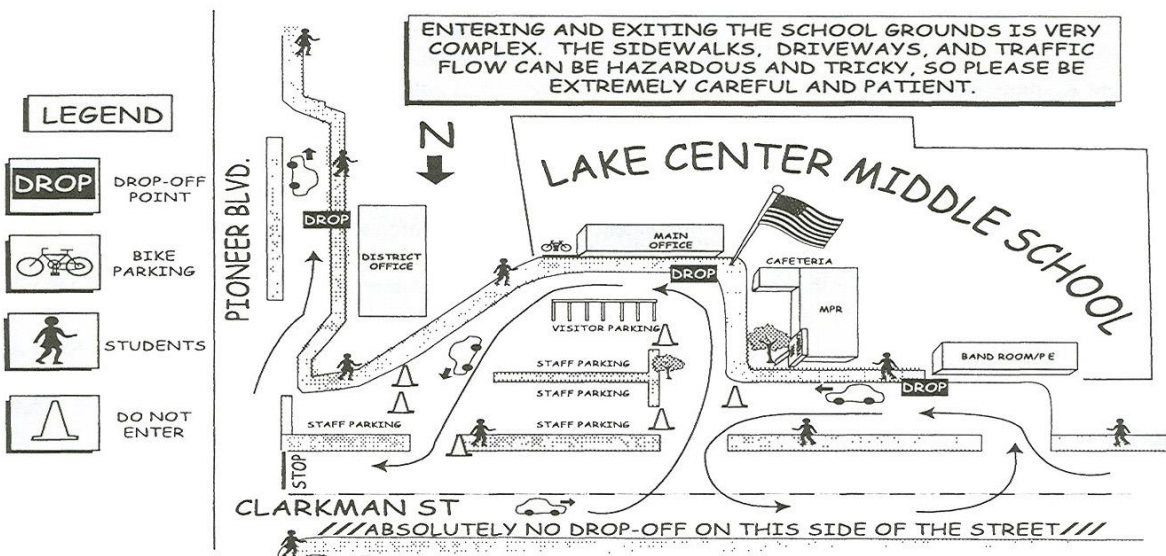 ENTERING AND EXITING THE SCHOOL GROUNDS IS VERY
COMPLEX. THE SIDEWALKS, DRIVEWAYS, AND TRAFFIC
FLOW CAN BE HAZARDOUS AND TRICKY, SO PLEASE BE
EXTREMELY CAREFUL AND PATIENT.
LEGEND
DROP
DROP-OFF
POINT
BIKE
PARKING
STUDENTS
DO NOT
ENTER
PIONEER BLVD.
N
LAKE CENTER MIDDLE SCHOOL
DROP
DISTRICT
OFFICE
MAIN
OFFICE
DROP
CAFETERIA
MPR
VISITOR PARKING
STAFF PARKING
STAFF PARKING
BAND ROOM/P E
DROP
STAFF PARKING
STAFF PARKING
STOP
CLARKMAN ST
////ABSOLUTELY NO DROP-OFF ON THIS SIDE OF THE STREET////